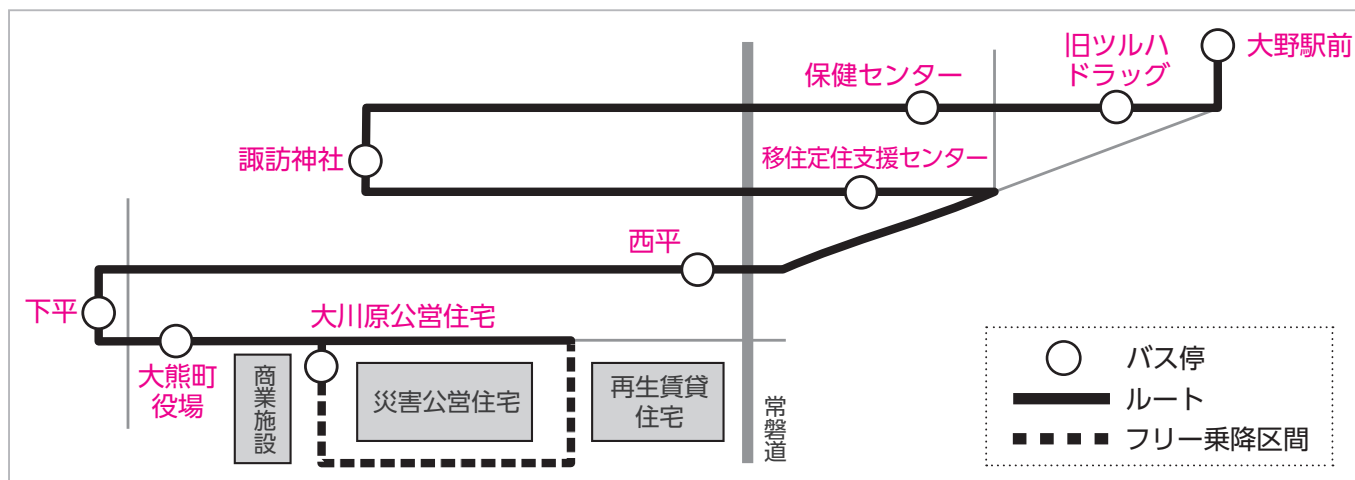 大野駅前
旧ツルハ
ドラッグ
保健センター
諏訪神社
移住定住支援センター
西平
下平
大川原公営住宅
大熊町
役場
商業施設
災害公営住宅
再生賃貸
住宅
常磐道
バス停
ルート
フリー乗降区間